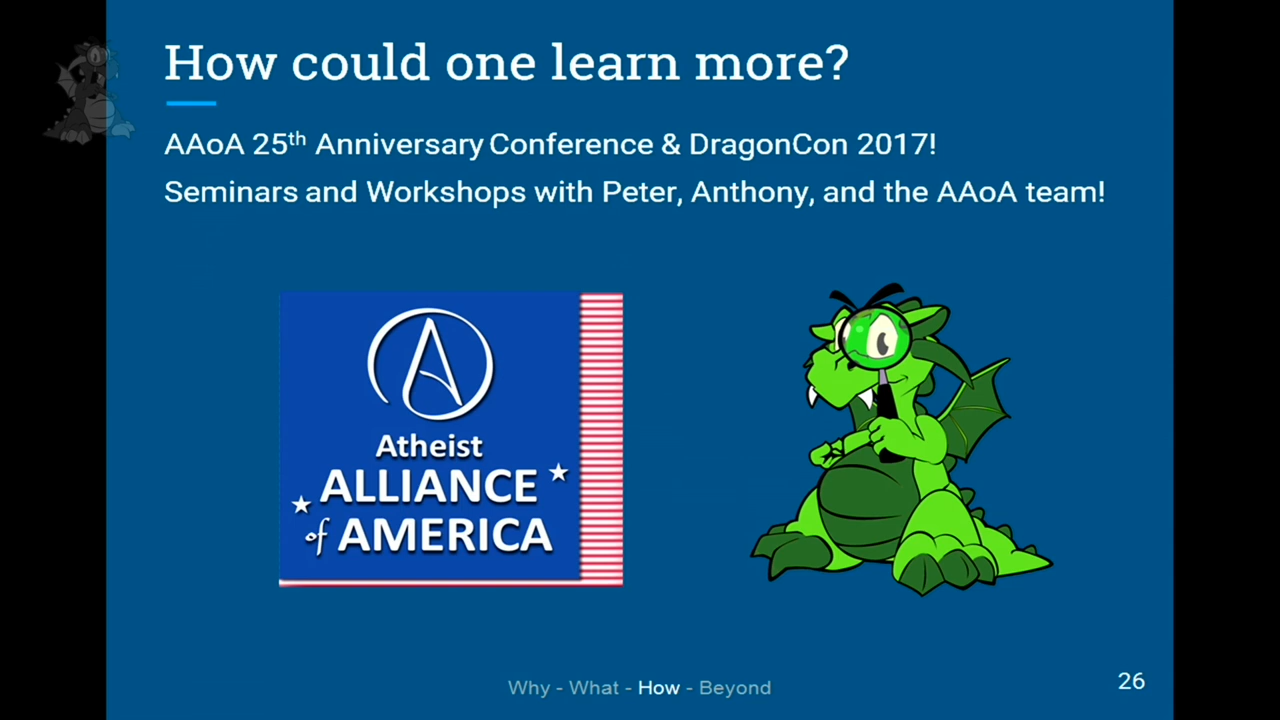 How could one learn more?
AAoA 25th Anniversary Conference & DragonCon 2017!
Seminars and Workshops with Peter, Anthony, and the AAoA team!
Atheist
ALLIANCE
of AMERICA
Why - What - How - Beyond
26